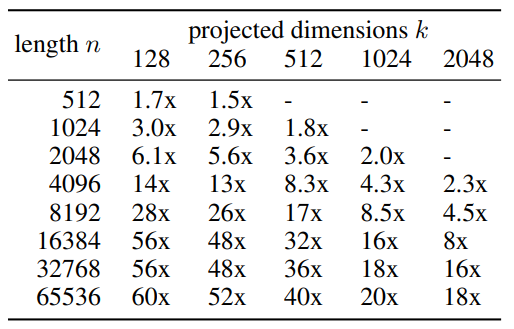 projected dimensions k
length n
128 256 512 1024 2048
512 1.7x 1.5x - - -
1024 3.0x 2.9x 1.8x - -
2048 6.1x 5.6x 3.6x 2.0x -
4096 14x 13x 8.3x 4.3x 2.3x
8192 28x 26x 17x 8.5x 4.5x
16384 56x 48x 32x 16x 8x
32768 56x 48x 36x 18x 16x
65536 60x 52x 40x 20x 18x